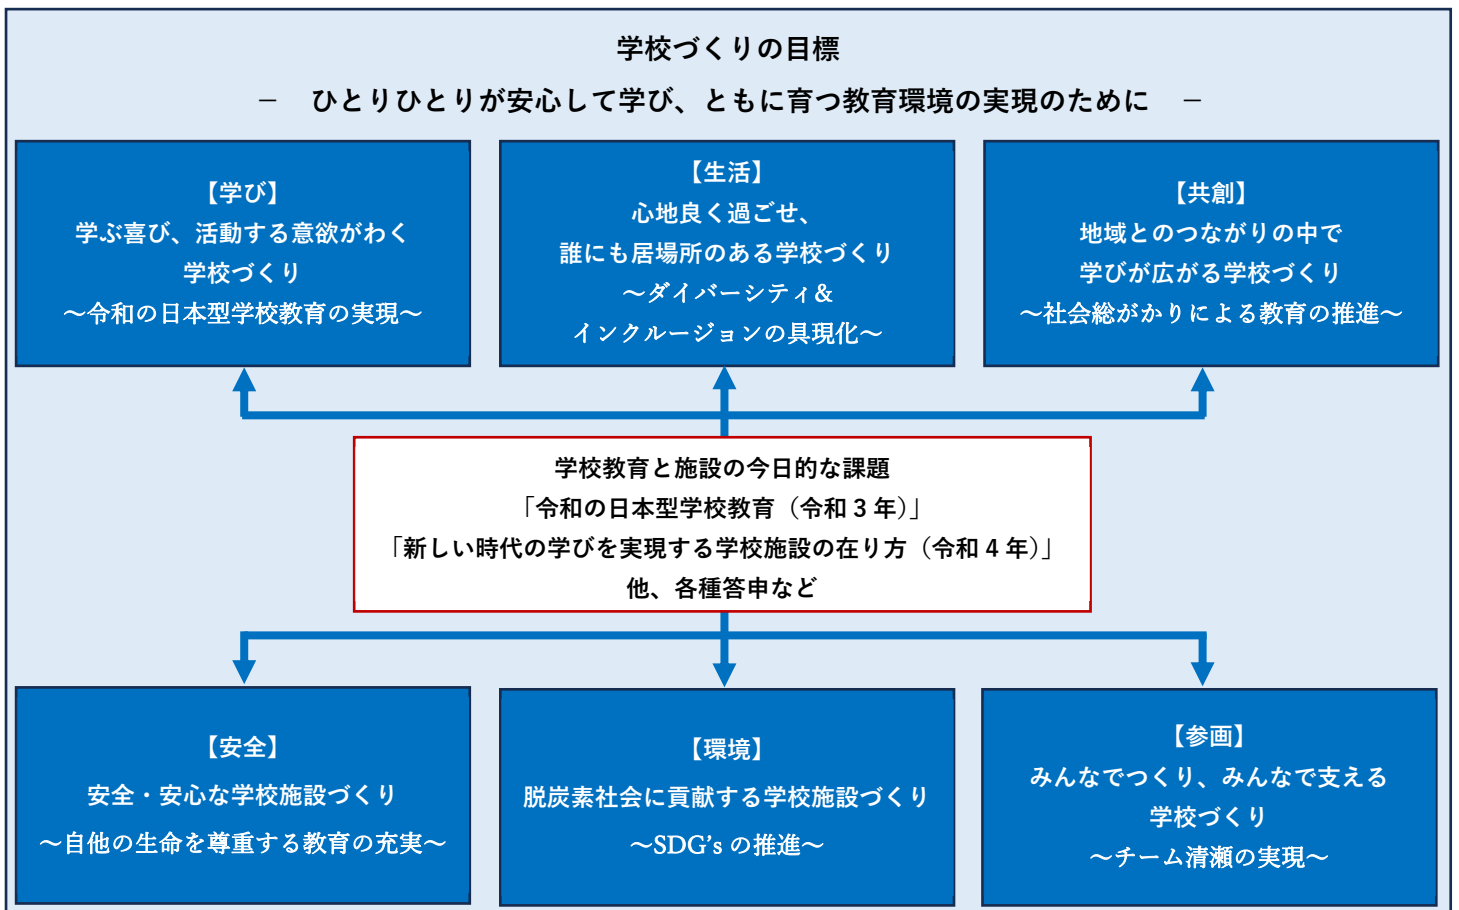 学校づくりの目標
－　ひとりひとりが安心して学び、ともに育つ教育環境の実現のために　－
【学び】
学ぶ喜び、活動する意欲がわく
学校づくり
～令和の日本型学校教育の実現～
【生活】
心地良く過ごせ、
誰にも居場所のある学校づくり
～ダイバーシティ&
インクルージョンの具現化～
【共創】
地域とのつながりの中で
学びが広がる学校づくり
～社会総がかりによる教育の推進～
学校教育と施設の今日的な課題
「令和の日本型学校教育（令和３年）」
「新しい時代の学びを実現する学校施設の在り方（令和４年）」
他、各種答申など
【安全】
安全・安心な学校施設づくり
～自他の生命を尊重する教育の充実～
【環境】
脱炭素社会に貢献する学校施設づくり
～SDG’s の推進～
【参画】
みんなでつくり、みんなで支える
学校づくり
～チーム清瀬の実現～